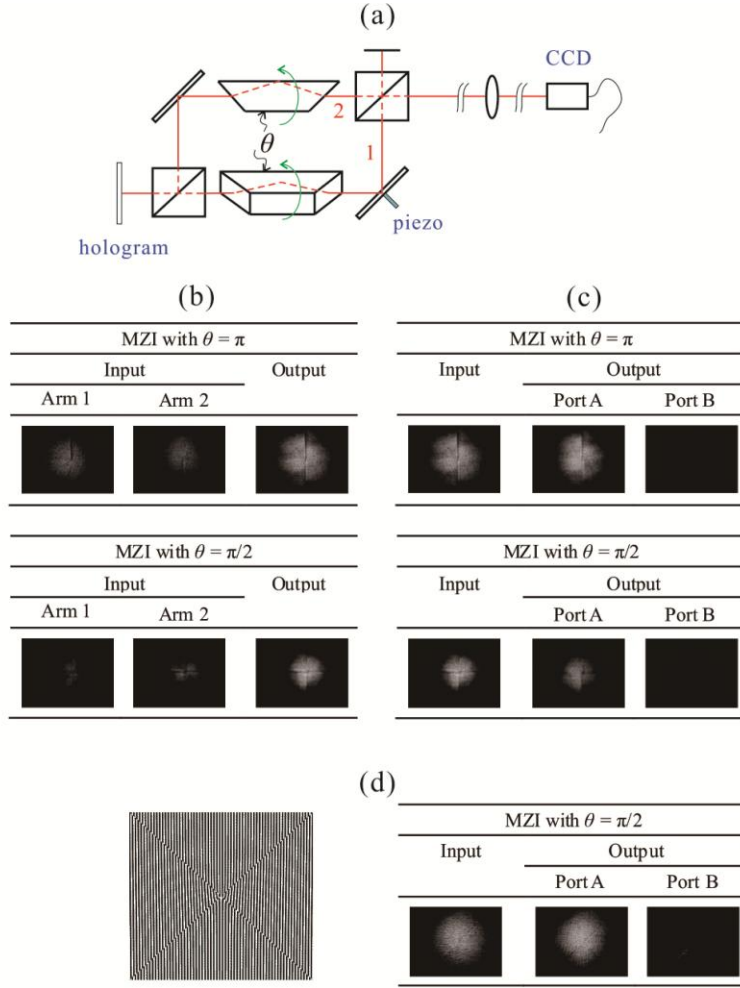 (a)
CCD
2
θ
1
piezo
hologram
(b)
MZI with θ = π
Input Output
Arm 1 Arm 2
MZI with θ = π/2
Input Output
Arm 1 Arm 2
(c)
MZI with θ = π
Input Output
Port A Port B
MZI with θ = π/2
Input Output
Port A Port B
(d)
MZI with θ = π/2
Input Output
Port A Port B